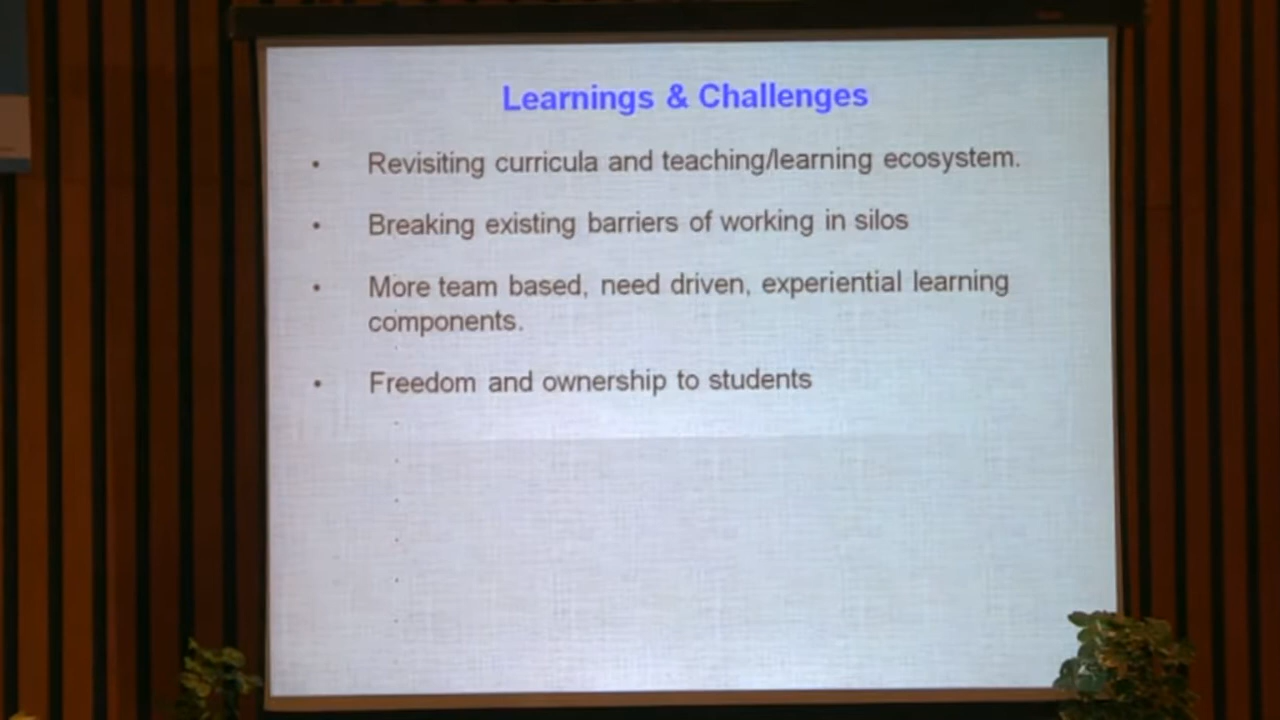 Learnings & Challenges
• Revisiting curricula and teaching/learning ecosystem.
• Breaking existing barriers of working in silos
• More team based, need driven, experiential learning
components.
• Freedom and ownership to students